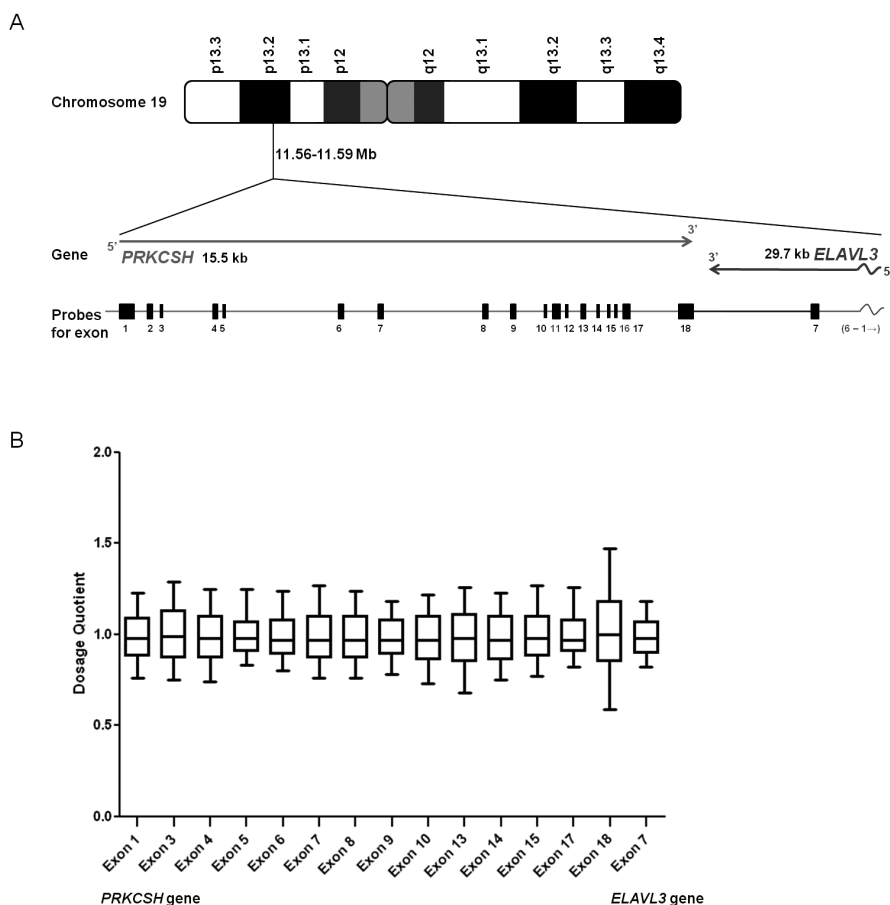 A
p13.3 p13.2 p13.1 p12 q12 q13.1 q13.2 q13.3 q13.4
Chromosome 19
11.56-11.59 Mb
5' 3'
Gene PRKCSH 15.5 kb 3' 29.7 kb ELAVL3 5
Probes
for exon
1 2 3 4 5 6 7 8 9 10 11 12 13 14 15 16 17 18 7 (6 – 1→)
B
2.0
1.5
1.0
0.5
0.0
Dosage Quotient
Exon 1 Exon 3 Exon 4 Exon 5 Exon 6 Exon 7 Exon 8 Exon 9 Exon 10 Exon 13 Exon 14 Exon 15 Exon 17 Exon 18 Exon 7
PRKCSH gene ELAVL3 gene